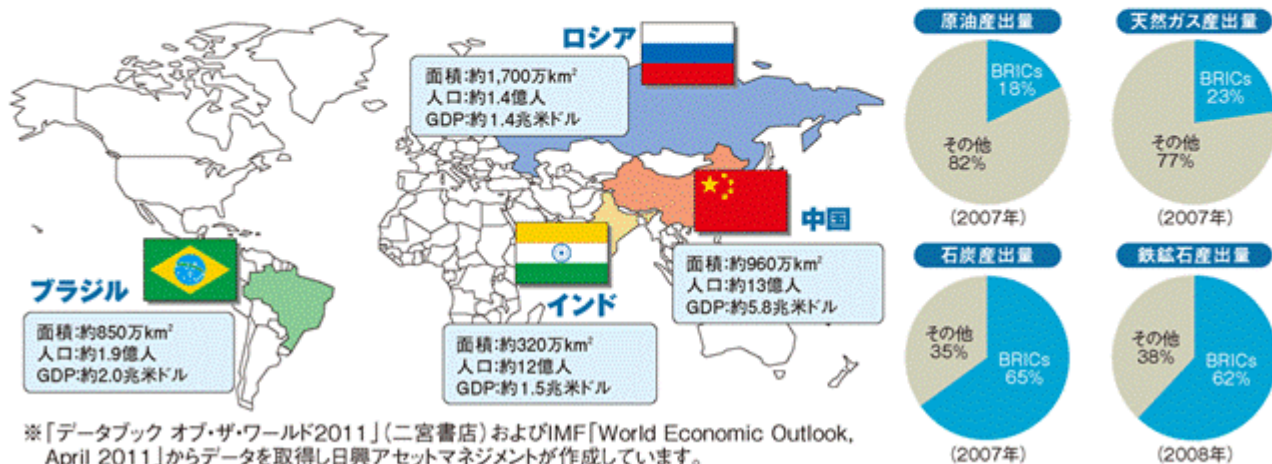 ロシア
面積:約1,700万km²
人口:約1.4億人
GDP:約1.4兆米ドル
中国
面積:約960万km²
人口:約13億人
GDP:約5.8兆米ドル
ブラジル
面積:約850万km²
人口:約1.9億人
GDP:約2.0兆米ドル
インド
面積:約320万km²
人口:約12億人
GDP:約1.5兆米ドル
原油産出量
BRICs
18%
その他
82%
(2007年)
天然ガス産出量
BRICs
23%
その他
77%
(2007年)
石炭産出量
その他
35%
BRICs
65%
(2007年)
鉄鉱石産出量
その他
38%
BRICs
62%
(2008年)
※「データブック オブ・ザ・ワールド2011」(二宮書店)およびIMF「World Economic Outlook,
April 2011」からデータを取得し日興アセットマネジメントが作成しています。